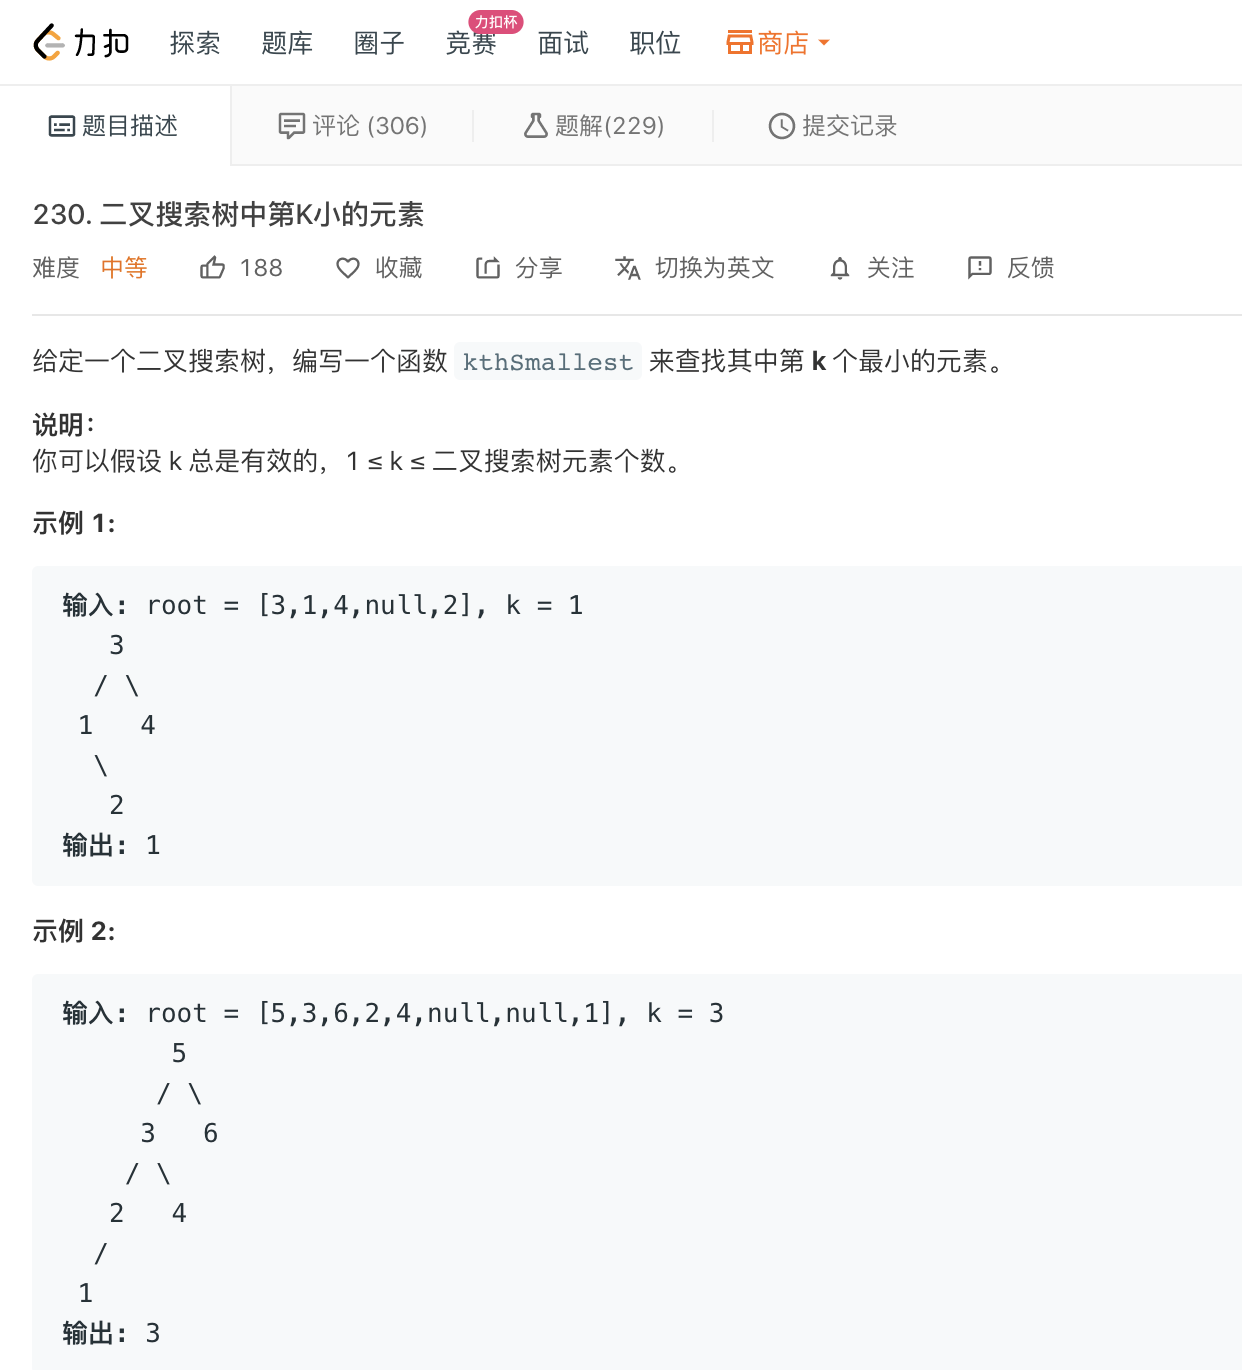 力扣 探索 题库 圈子 竞赛 力扣杯 面试 职位 商店
题目描述 评论 (306) 题解(229) 提交记录
230. 二叉搜索树中第K小的元素
难度 中等 188 收藏 分享 切换为英文 关注 反馈
给定一个二叉搜索树，编写一个函数 kthSmallest 来查找其中第 k 个最小的元素。
说明：
你可以假设 k 总是有效的，1 ≤ k ≤ 二叉搜索树元素个数。
示例 1:
输入: root = [3,1,4,null,2], k = 1
   3
  / \
 1   4
  \
   2
输出: 1
示例 2:
输入: root = [5,3,6,2,4,null,null,1], k = 3
       5
      / \
     3   6
    / \
   2   4
  /
 1
输出: 3